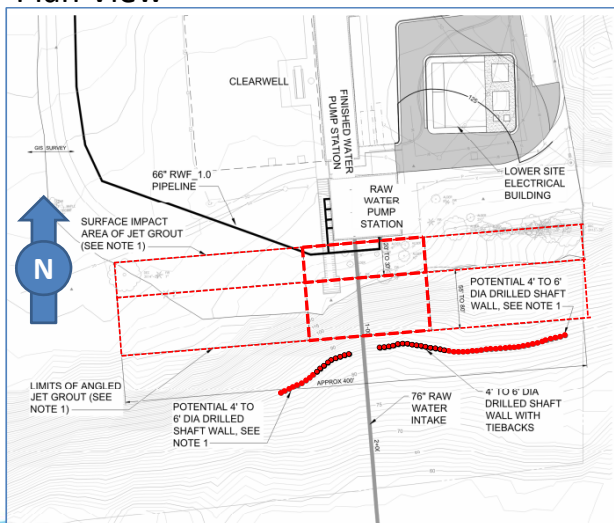 Plan View
CLEARWELL
FINISHED WATER
PUMP STATION
125
GIS SURVEY
66" RWF_1.0
PIPELINE
LOWER SITE
ELECTRICAL
BUILDING
RAW
WATER
PUMP
STATION
SURFACE IMPACT
AREA OF JET GROUT
(SEE NOTE 1)
N
POTENTIAL 4' TO 6'
DIA DRILLED SHAFT
WALL, SEE NOTE 1
LIMITS OF ANGLED
JET GROUT (SEE
NOTE 1)
APPROX 400'
POTENTIAL 4' TO
6' DIA DRILLED
SHAFT WALL, SEE
NOTE 1
76" RAW
WATER
INTAKE
4' TO 6' DIA
DRILLED SHAFT
WALL WITH
TIEBACKS